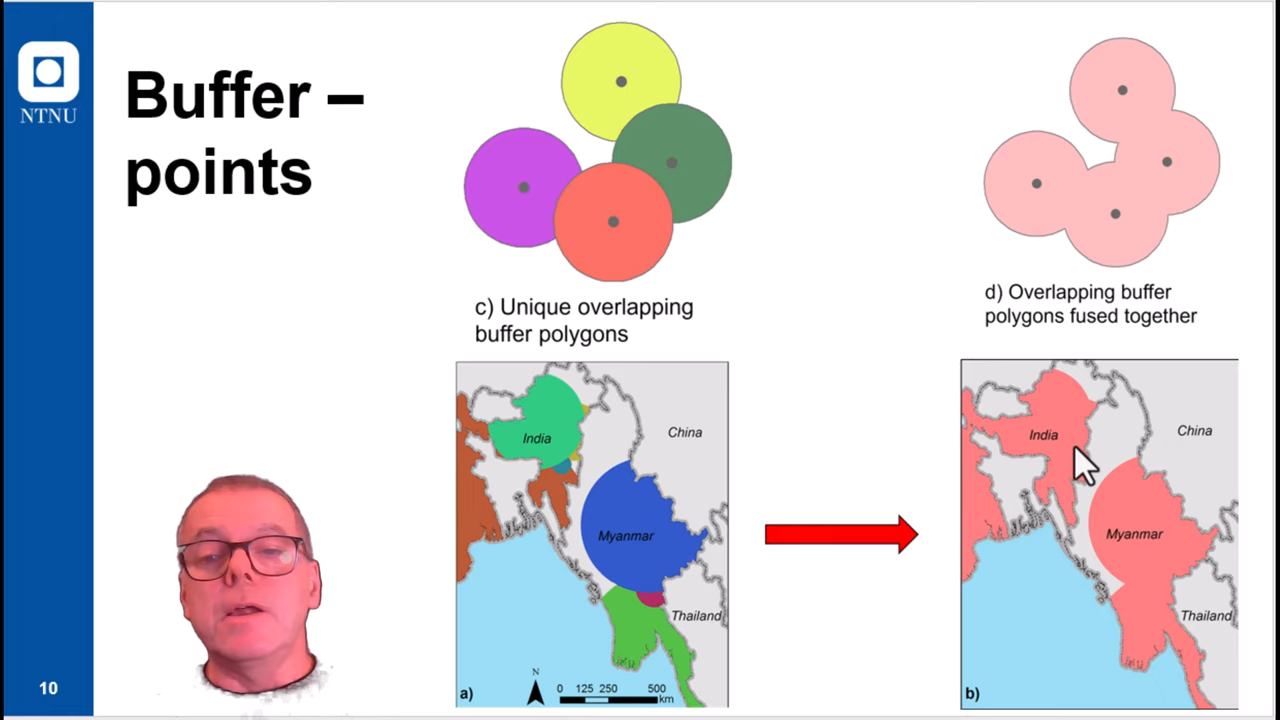 NTNU
Buffer –
points
c) Unique overlapping
buffer polygons
d) Overlapping buffer
polygons fused together
India
China
Myanmar
Thailand
N
0 125 250 500
km
a)
India
China
Myanmar
Thailand
b)
10